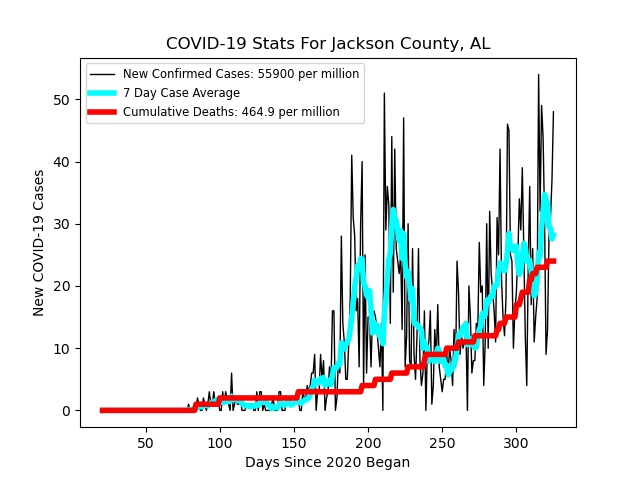 COVID-19 Stats For Jackson County, AL
New Confirmed Cases: 55900 per million
7 Day Case Average
Cumulative Deaths: 464.9 per million
New COVID-19 Cases
50
40
30
20
10
0
50 100 150 200 250 300
Days Since 2020 Began